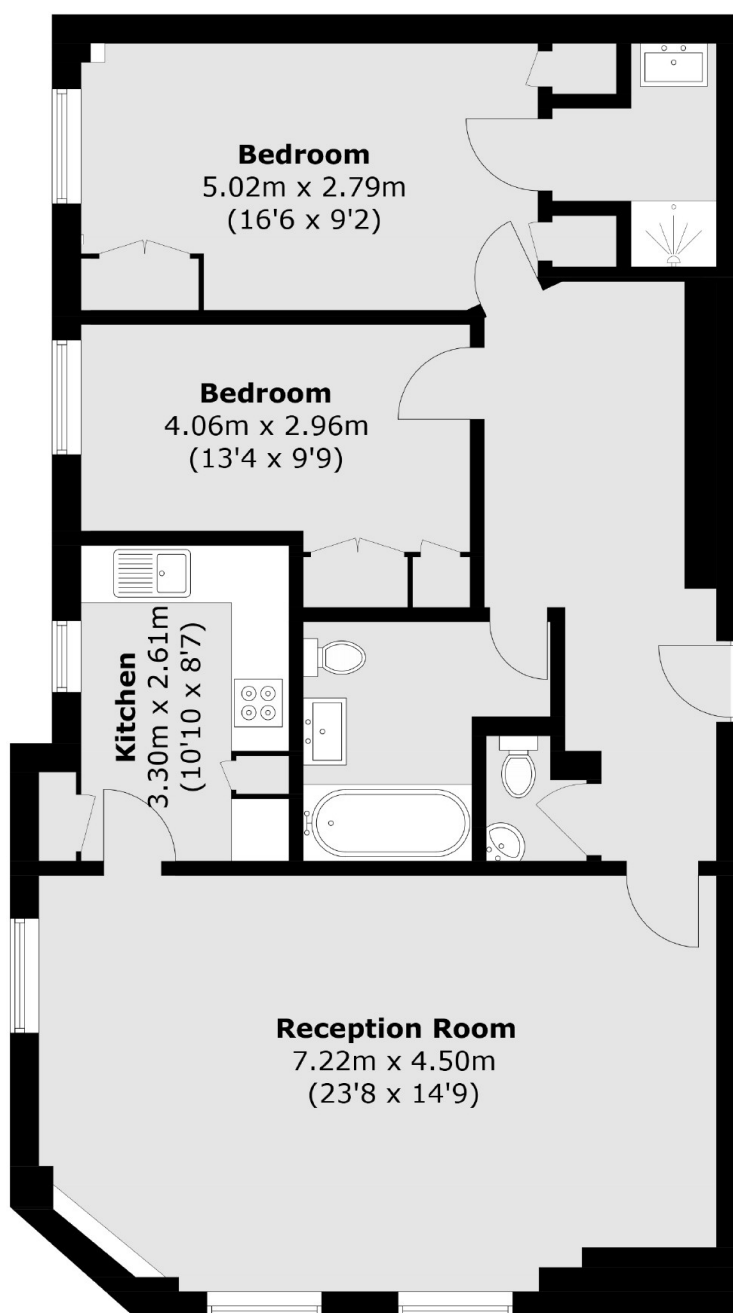 Bedroom
5.02m x 2.79m
(16'6 x 9'2)
Bedroom
4.06m x 2.96m
(13'4 x 9'9)
Kitchen
3.30m x 2.61m
(10'10 x 8'7)
Reception Room
7.22m x 4.50m
(23'8 x 14'9)